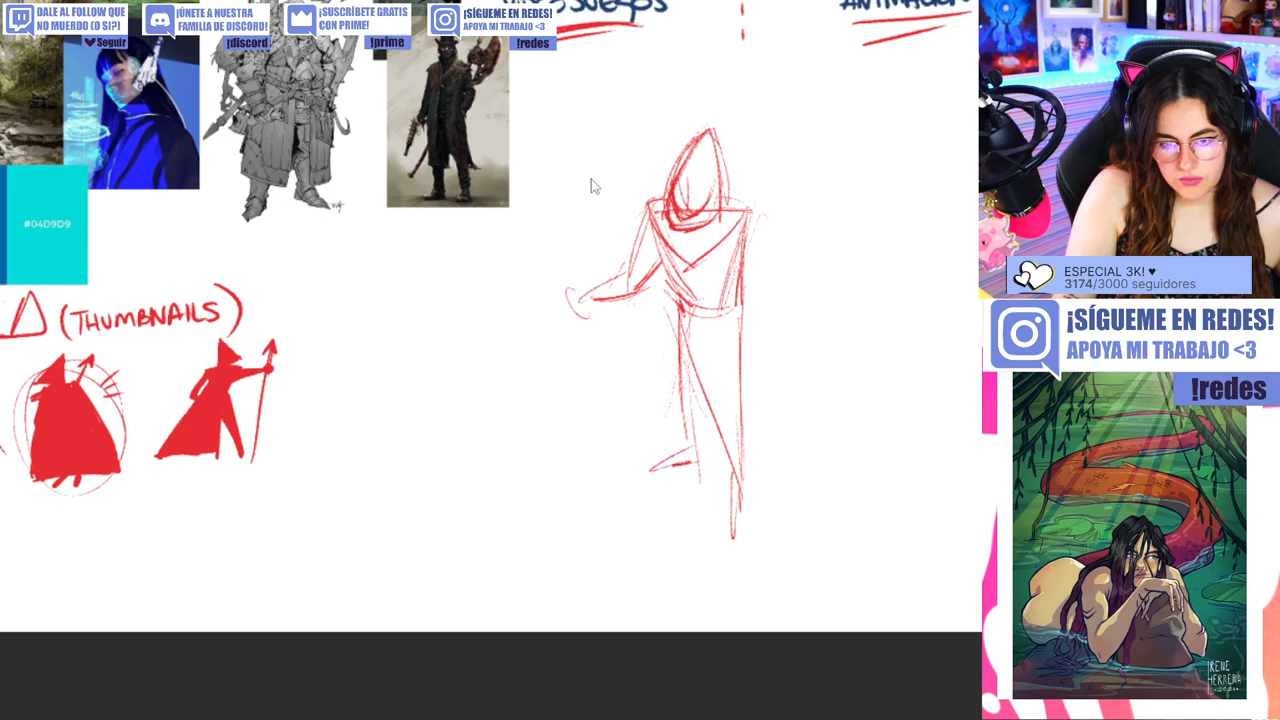 DALE AL FOLLOW QUE
NO MUERDO (O SI?)
Seguir
¡ÚNETE A NUESTRA
FAMILIA DE DISCORD!
!discord
¡SUSCRÍBETE GRATIS
CON PRIME!
!prime
¡SÍGUEME EN REDES!
APOYA MI TRABAJO <3
!redes
#04D9D9
(THUMBNAILS)
ESPECIAL 3K! ♥
3174/3000 seguidores
¡SÍGUEME EN REDES!
APOYA MI TRABAJO <3
!redes
IRENE
HERRERA
·2021·